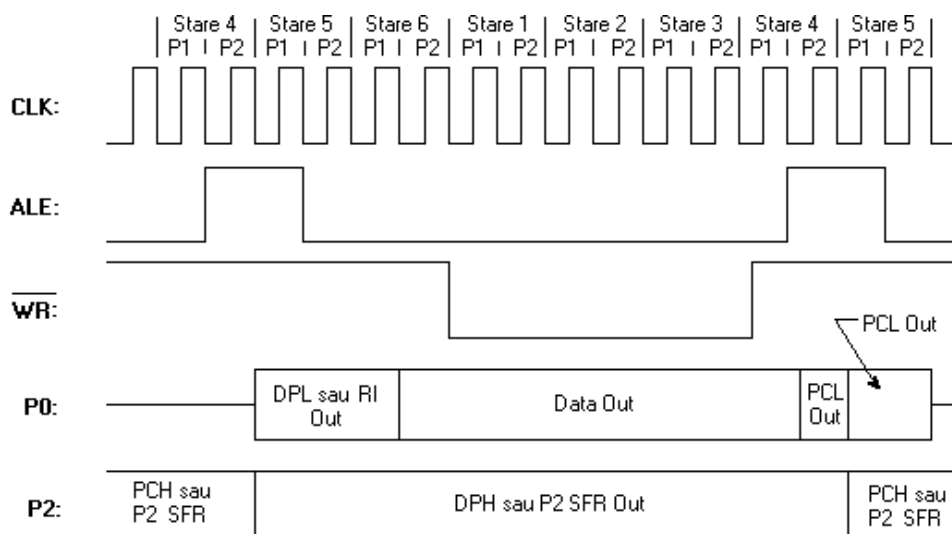 Stare 4 Stare 5 Stare 6 Stare 1 Stare 2 Stare 3 Stare 4 Stare 5
P1 P2 P1 P2 P1 P2 P1 P2 P1 P2 P1 P2 P1 P2 P1 P2
CLK:
ALE:
WR:
PCL Out
P0:
DPL sau RI
Out
Data Out
PCL
Out
P2:
PCH sau
P2 SFR
DPH sau P2 SFR Out
PCH sau
P2 SFR